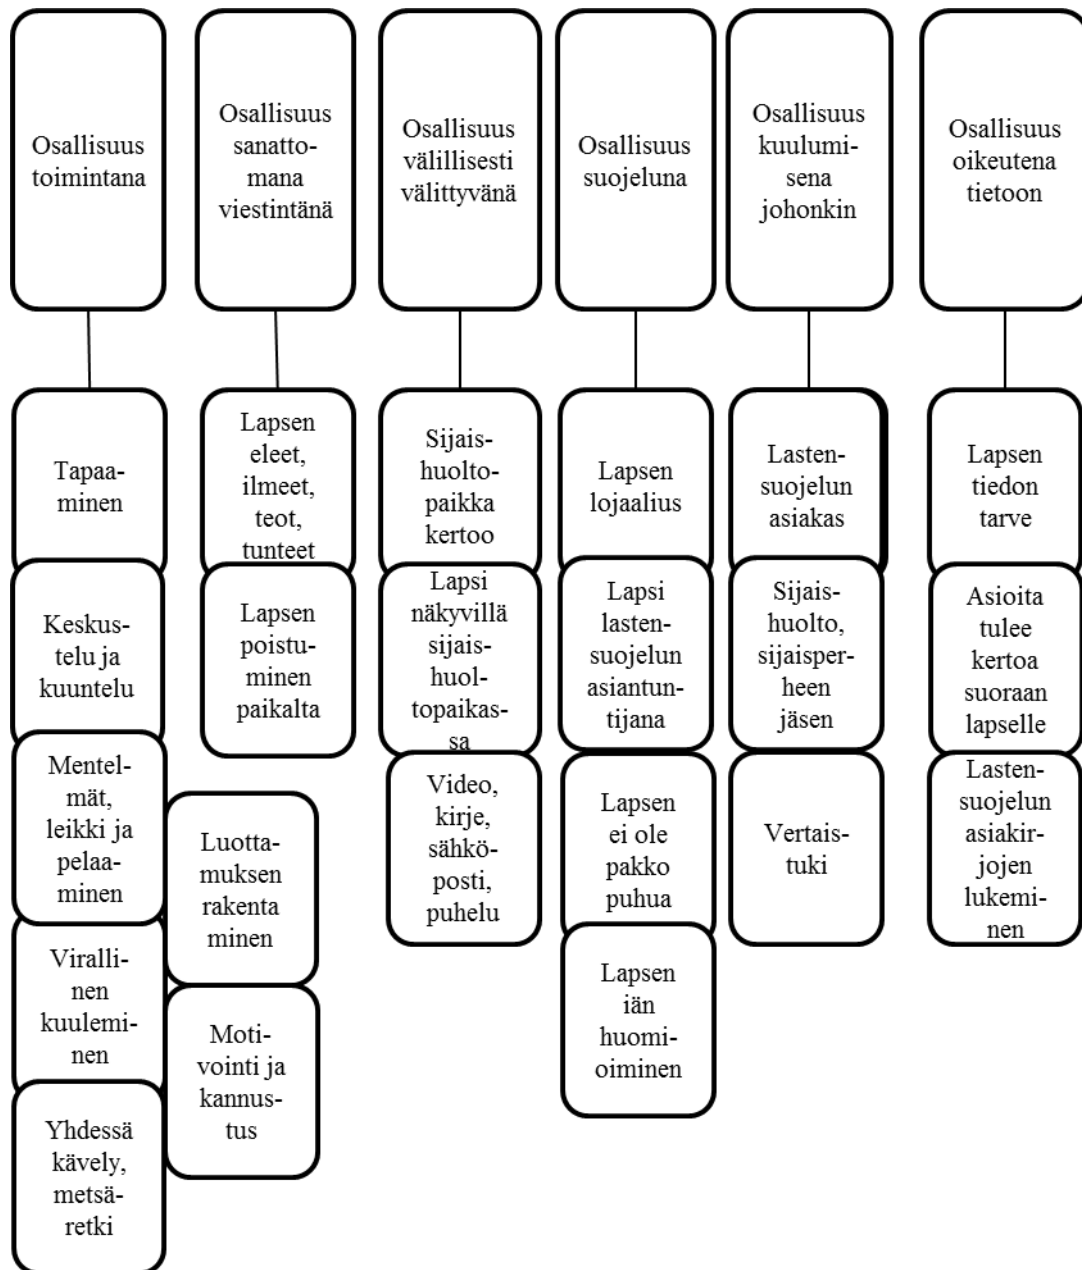 Osallisuus
toimintana
Osallisuus
sanatto-
mana
viestintänä
Osallisuus
välillisesti
välittyvänä
Osallisuus
suojeluna
Osallisuus
kuulumi-
sena
johonkin
Osallisuus
oikeutena
tietoon
Tapaa-
minen
Keskus-
telu ja
kuuntelu
Mentel-
mät,
leikki ja
pelaa-
minen
Viralli-
nen
kuulemi-
nen
Yhdessä
kävely,
metsä-
retki
Luotta-
muksen
rakenta
minen
Moti-
vointi ja
kannus-
tus
Lapsen
eleet,
ilmeet,
teot,
tunteet
Lapsen
poistu-
minen
paikalta
Sijais-
huolto-
paikka
kertoo
Lapsi
näkyvillä
sijais-
huol-
topaikas-
sa
Video,
kirje,
sähkö-
posti,
puhelu
Lapsen
lojaalius
Lapsi
lasten-
suojelun
asiantun-
tijana
Lapsen
ei ole
pakko
puhua
Lapsen
iän
huomi-
oiminen
Lasten-
suojelun
asiakas
Sijais-
huolto,
sijaisper-
heen
jäsen
Vertais-
tuki
Lapsen
tiedon
tarve
Asioita
tulee
kertoa
suoraan
lapselle
Lasten-
suojelun
asiakir-
jojen
lukemi-
nen